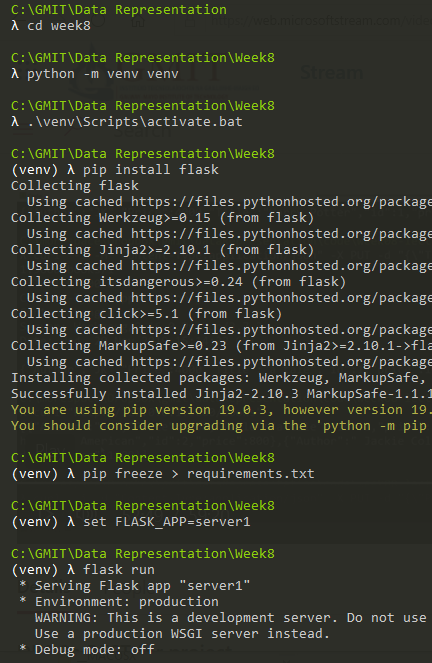 C:\GMIT\Data Representation
λ cd week8
C:\GMIT\Data Representation\Week8
λ python -m venv venv
C:\GMIT\Data Representation\Week8
λ .\venv\Scripts\activate.bat
C:\GMIT\Data Representation\Week8
(venv) λ pip install flask
Collecting flask
  Using cached https://files.pythonhosted.org/package
Collecting Werkzeug>=0.15 (from flask)
  Using cached https://files.pythonhosted.org/package
Collecting Jinja2>=2.10.1 (from flask)
  Using cached https://files.pythonhosted.org/package
Collecting itsdangerous>=0.24 (from flask)
  Using cached https://files.pythonhosted.org/package
Collecting click>=5.1 (from flask)
  Using cached https://files.pythonhosted.org/package
Collecting MarkupSafe>=0.23 (from Jinja2>=2.10.1->fla
  Using cached https://files.pythonhosted.org/package
Installing collected packages: Werkzeug, MarkupSafe,
Successfully installed Jinja2-2.10.3 MarkupSafe-1.1.1
You are using pip version 19.0.3, however version 19.
You should consider upgrading via the 'python -m pip
C:\GMIT\Data Representation\Week8
(venv) λ pip freeze > requirements.txt
C:\GMIT\Data Representation\Week8
(venv) λ set FLASK_APP=server1
C:\GMIT\Data Representation\Week8
(venv) λ flask run
 * Serving Flask app "server1"
 * Environment: production
   WARNING: This is a development server. Do not use
   Use a production WSGI server instead.
 * Debug mode: off